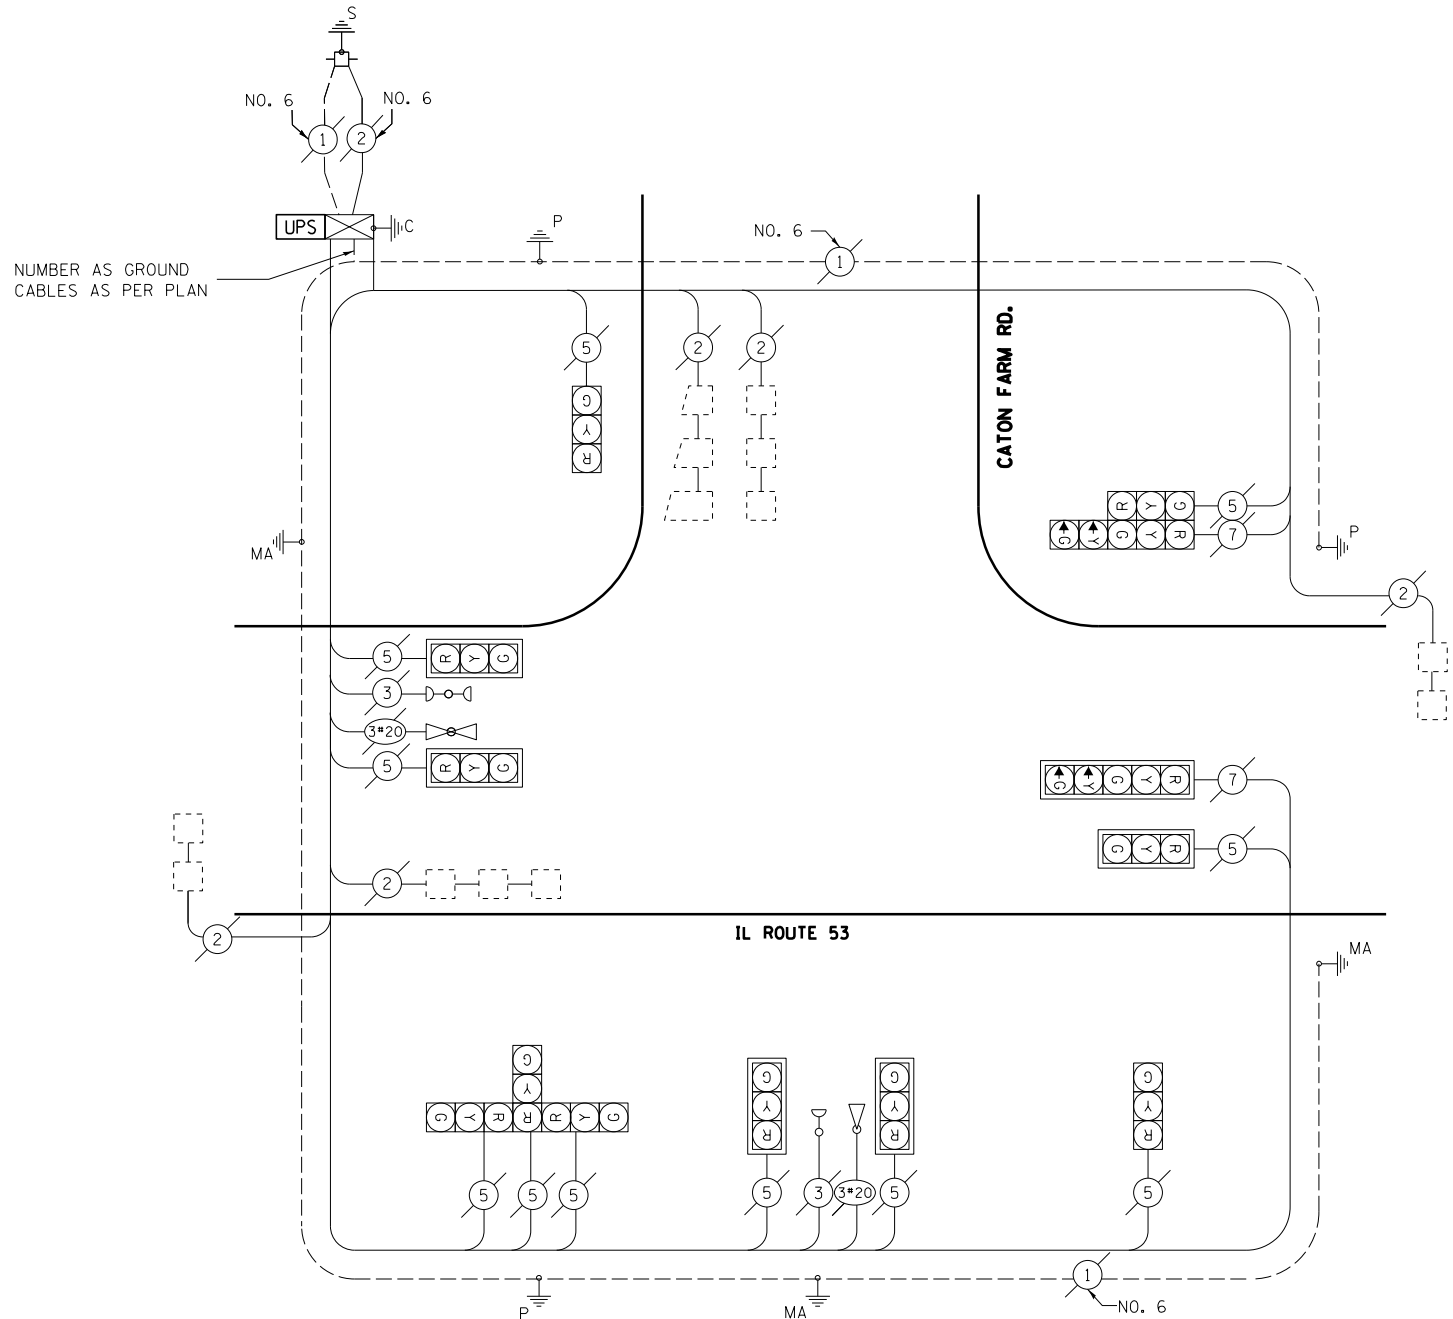 S
NO. 6
NO. 6
1
2
UPS
C
P
NO. 6
1
NUMBER AS GROUND
CABLES AS PER PLAN
5
2
2
G
Y
R
CATON FARM RD.
R Y G
5
G Y G Y Y R
7
P
MA
2
5
R Y G
3
3#20
5
R Y G
G Y G Y R
7
G Y R
5
2
2
IL ROUTE 53
MA
G
Y
G Y Y R R R Y G
G
Y
R
G
Y
R
G
Y
R
5
5
5
5
3
3#20
5
5
1
P
MA
NO. 6